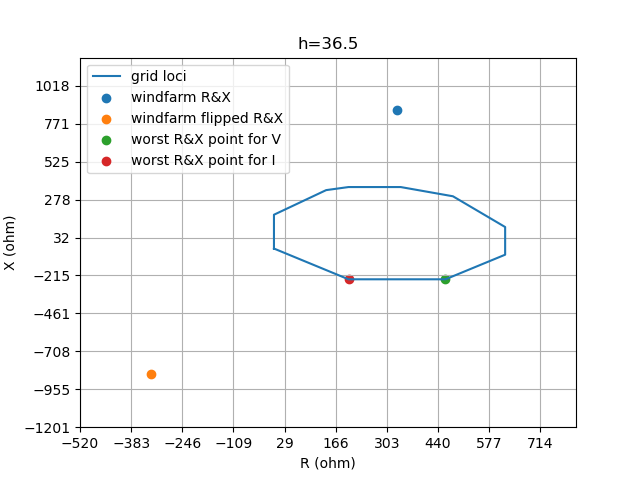 h=36.5
grid loci
windfarm R&X
windfarm flipped R&X
worst R&X point for V
worst R&X point for I
X (ohm)
1018
771
525
278
32
−215
−461
−708
−955
−1201
−520 −383 −246 −109 29 166 303 440 577 714
R (ohm)